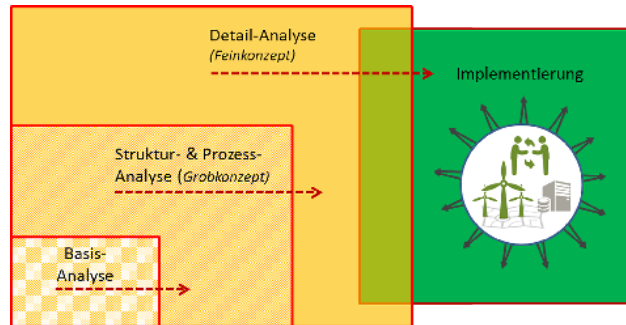 Detail-Analyse
(Feinkonzept)
Implementierung
Struktur- & Prozess-
Analyse (Grobkonzept)
Basis-
Analyse